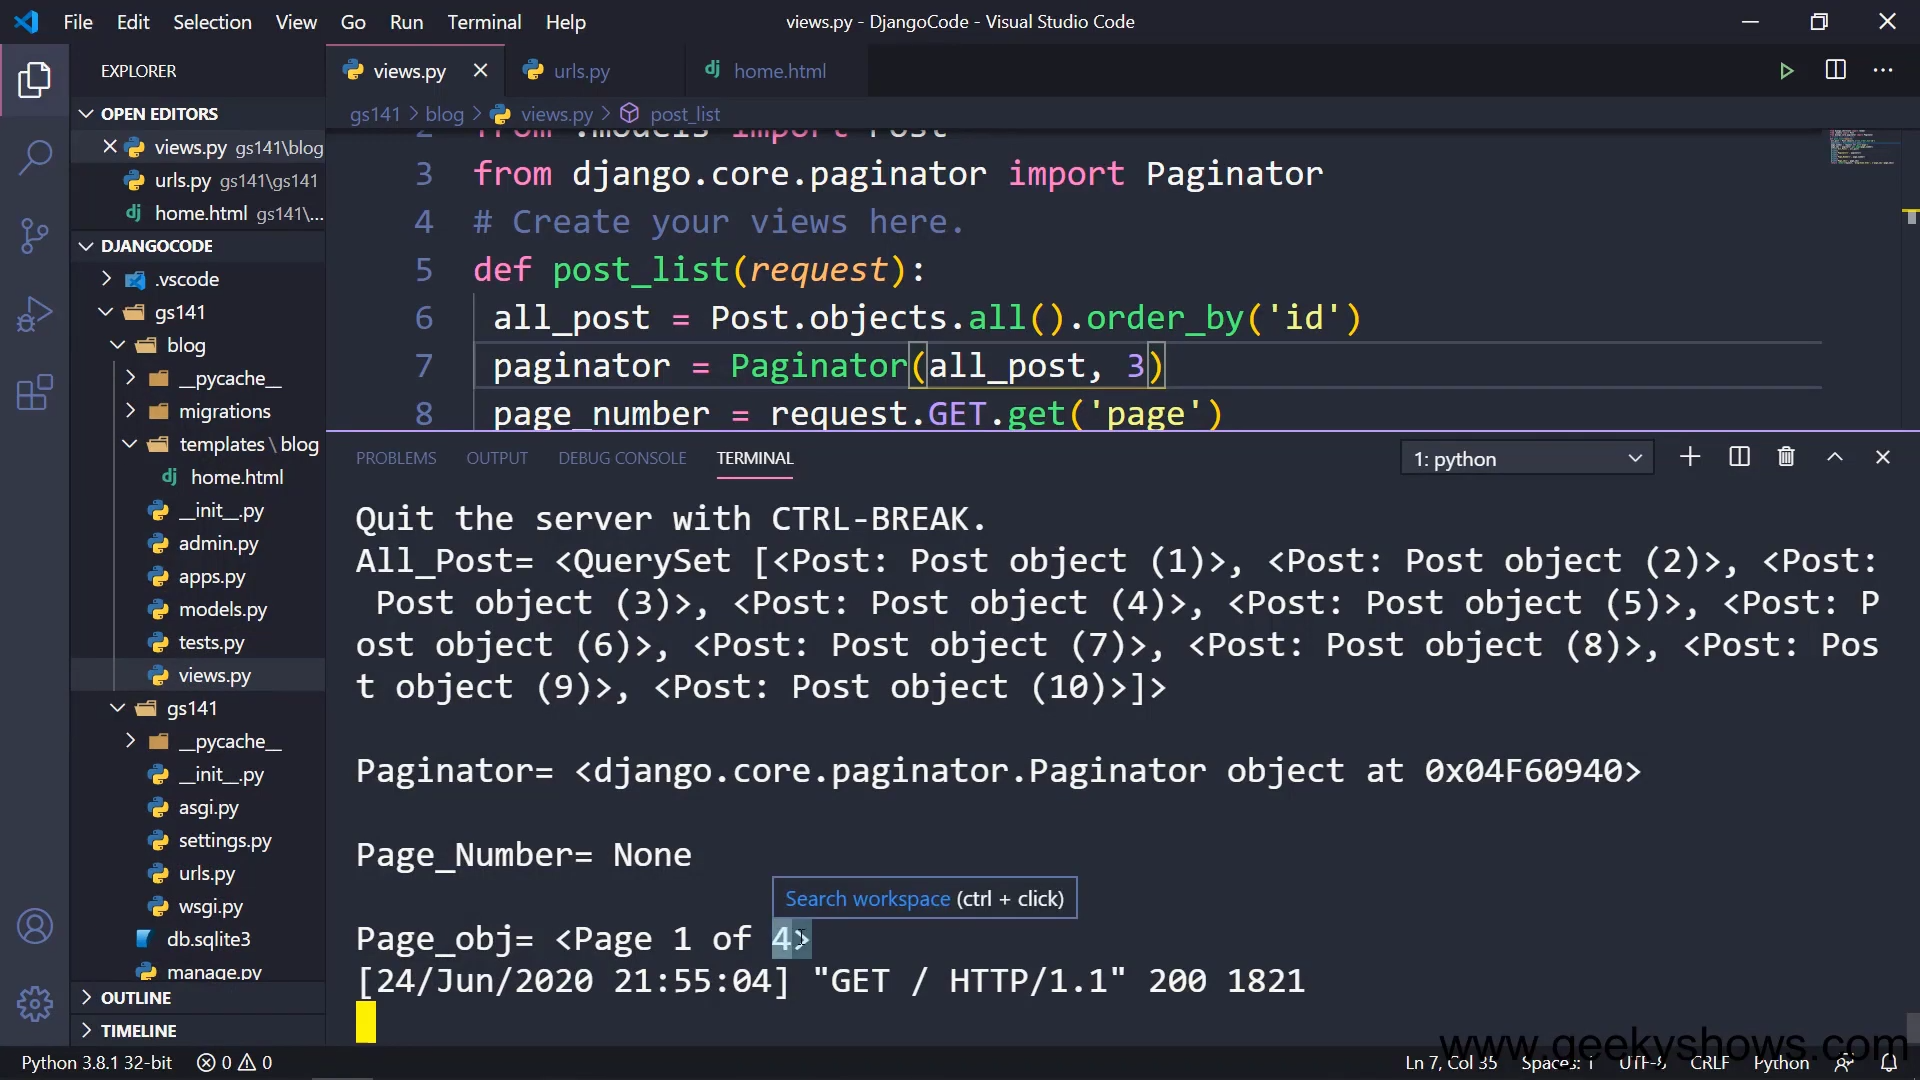 File Edit Selection View Go Run Terminal Help
views.py - DjangoCode - Visual Studio Code
EXPLORER
OPEN EDITORS
views.py gs141\blog
urls.py gs141\gs141
home.html gs141\...
DJANGOCODE
.vscode
gs141
blog
__pycache__
migrations
templates \ blog
home.html
__init__.py
admin.py
apps.py
models.py
tests.py
views.py
gs141
__pycache__
__init__.py
asgi.py
settings.py
urls.py
wsgi.py
db.sqlite3
manage.py
OUTLINE
TIMELINE
views.py urls.py home.html
gs141 > blog > views.py > post_list
2 from .models import Post
3 from django.core.paginator import Paginator
4 # Create your views here.
5 def post_list(request):
6 all_post = Post.objects.all().order_by('id')
7 paginator = Paginator(all_post, 3)
8 page_number = request.GET.get('page')
PROBLEMS OUTPUT DEBUG CONSOLE TERMINAL 1: python
Quit the server with CTRL-BREAK.
All_Post= <QuerySet [<Post: Post object (1)>, <Post: Post object (2)>, <Post:
Post object (3)>, <Post: Post object (4)>, <Post: Post object (5)>, <Post: P
ost object (6)>, <Post: Post object (7)>, <Post: Post object (8)>, <Post: Pos
t object (9)>, <Post: Post object (10)>]>
Paginator= <django.core.paginator.Paginator object at 0x04F60940>
Page_Number= None
Search workspace (ctrl + click)
Page_obj= <Page 1 of 4>
[24/Jun/2020 21:55:04] "GET / HTTP/1.1" 200 1821
www.geekyshows.com
Python 3.8.1 32-bit 0 0 Ln 7, Col 35 Spaces: 1 UTF-8 CRLF Python